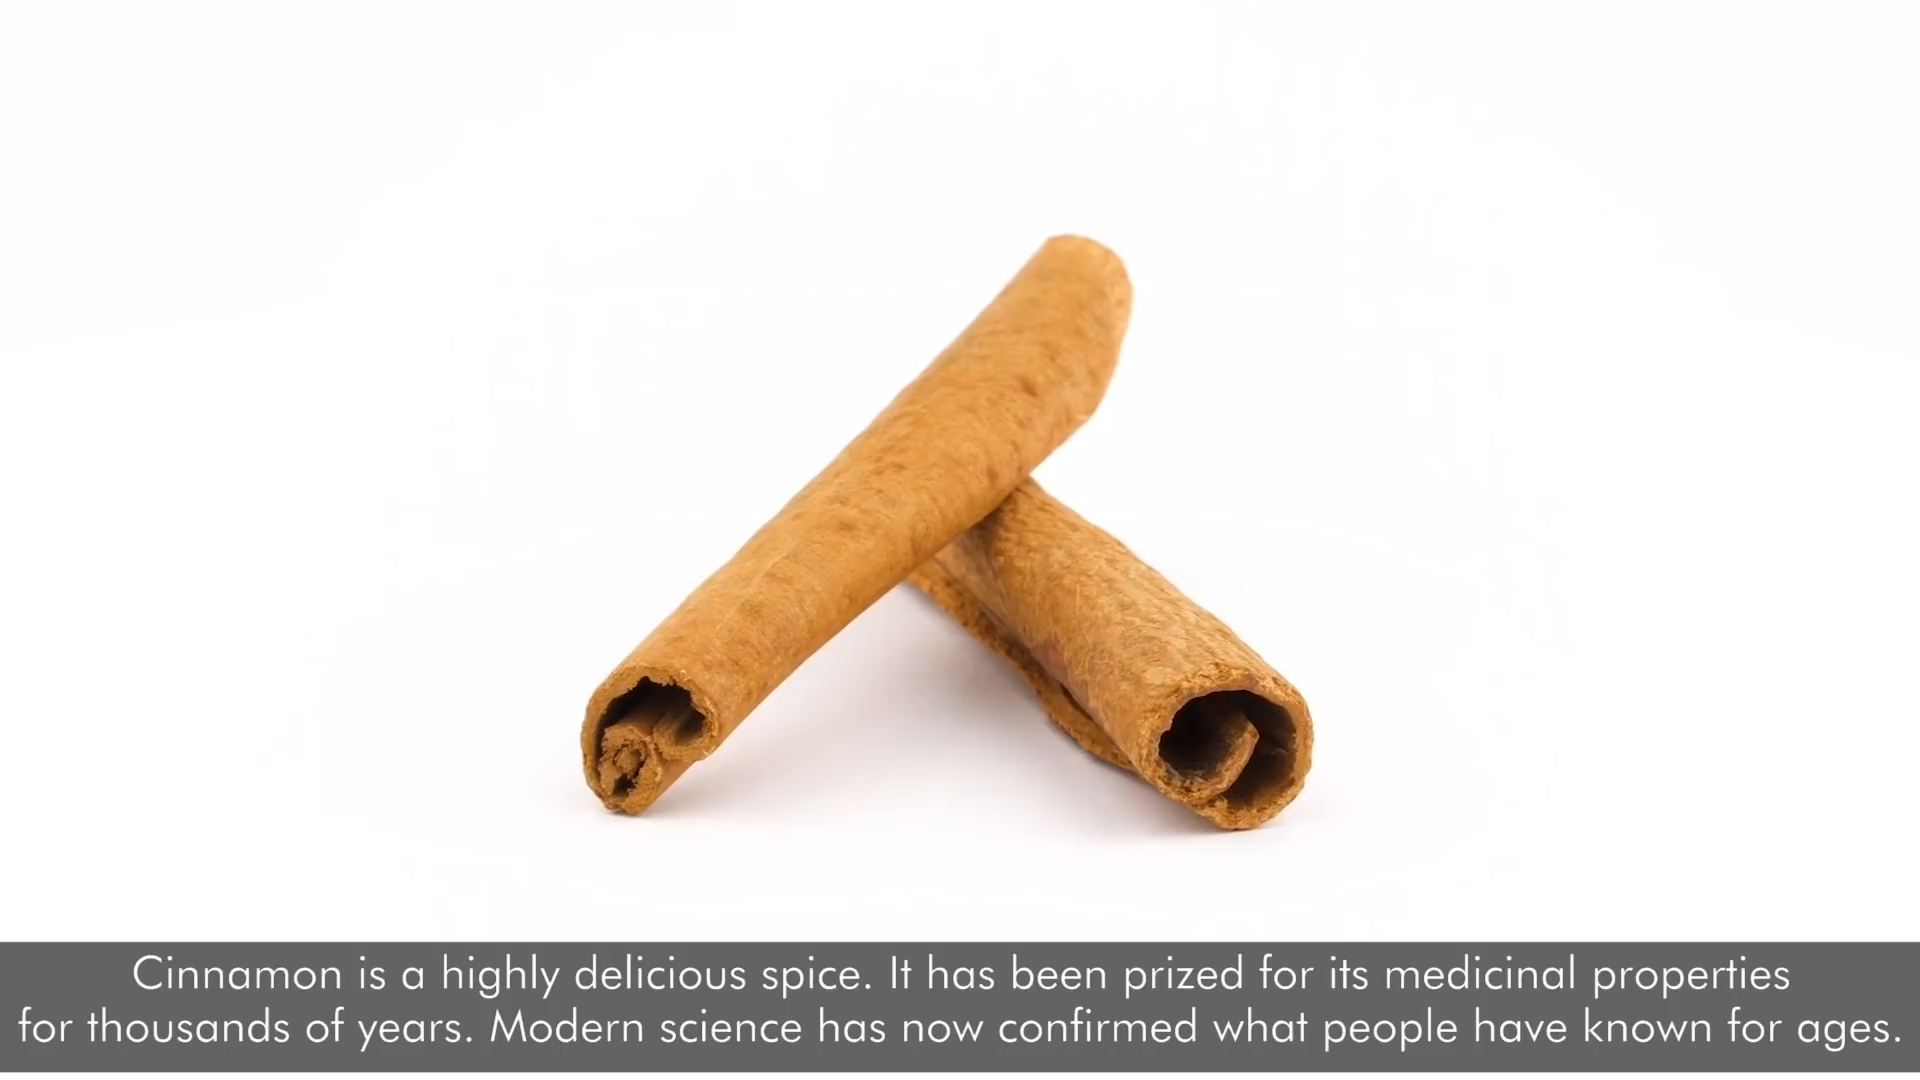 Cinnamon is a highly delicious spice. It has been prized for its medicinal properties
for thousands of years. Modern science has now confirmed what people have known for ages.